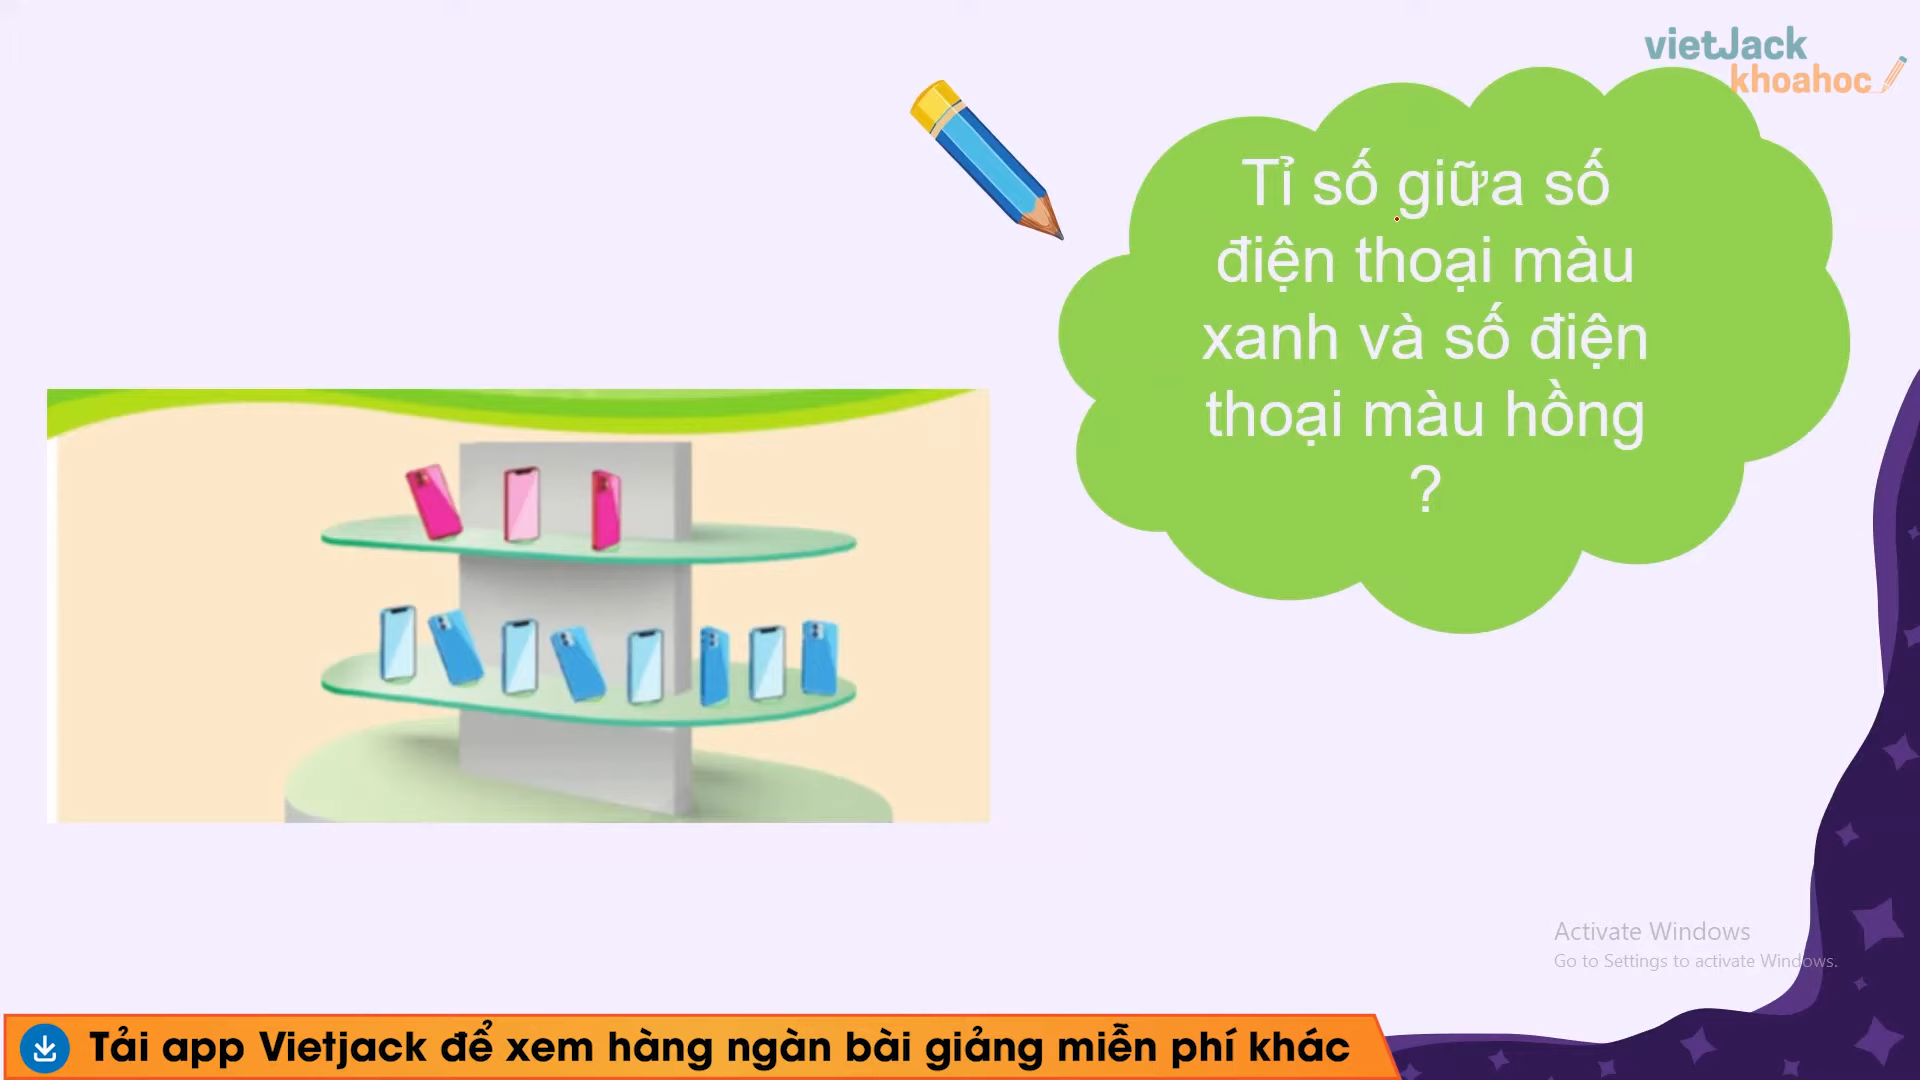 vietJack
khoahoc
Tỉ số giữa số
điện thoại màu
xanh và số điện
thoại màu hồng
?
Activate Windows
Go to Settings to activate Windows.
Tải app Vietjack để xem hàng ngàn bài giảng miễn phí khác